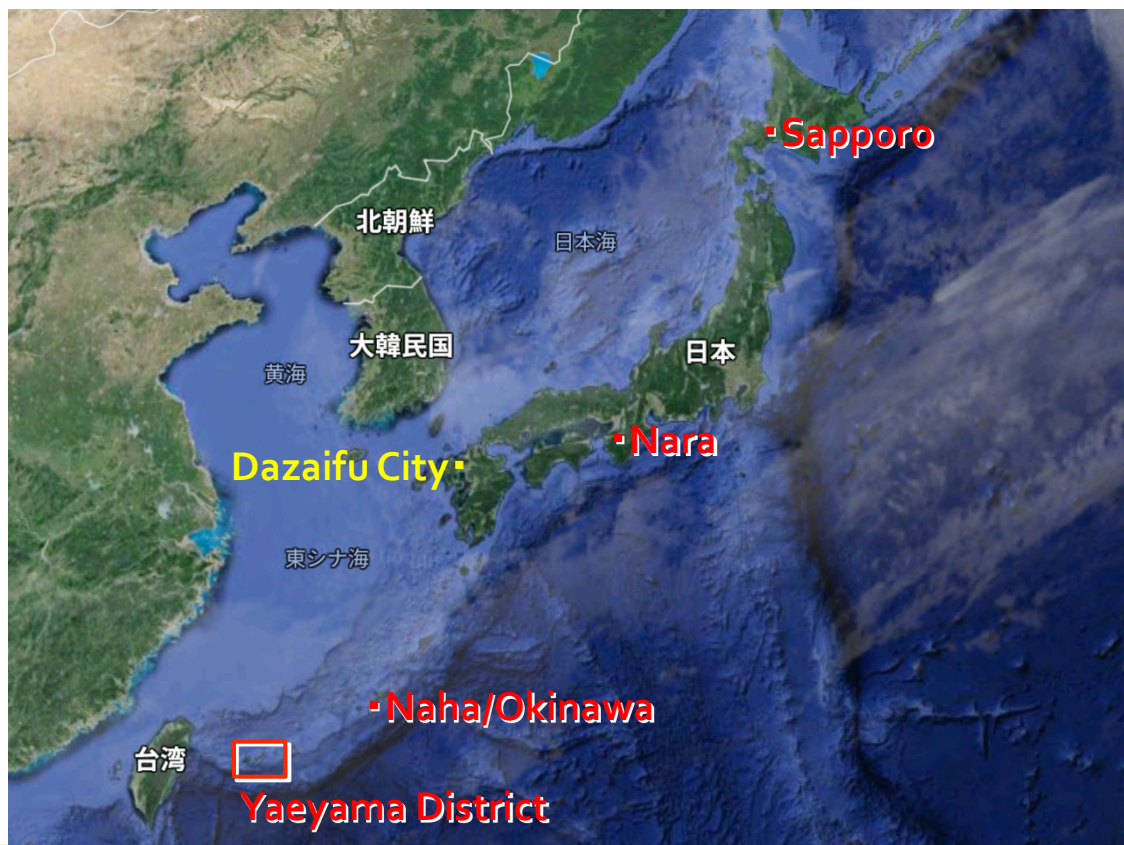 Sapporo
北朝鮮
日本海
大韓民国
日本
黄海
Nara
Dazaifu City
東シナ海
Naha/Okinawa
台湾
Yaeyama District